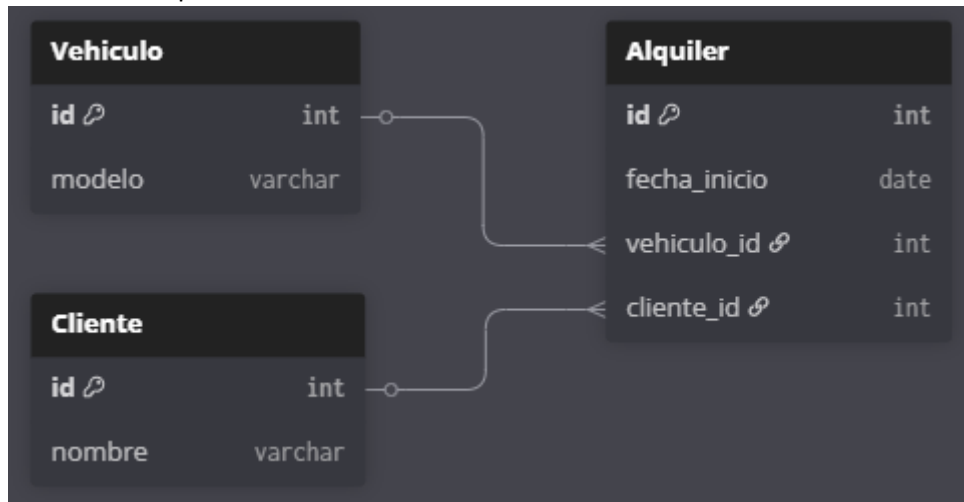 Vehiculo
id int
modelo varchar
Cliente
id int
nombre varchar
Alquiler
id int
fecha_inicio date
vehiculo_id int
cliente_id int